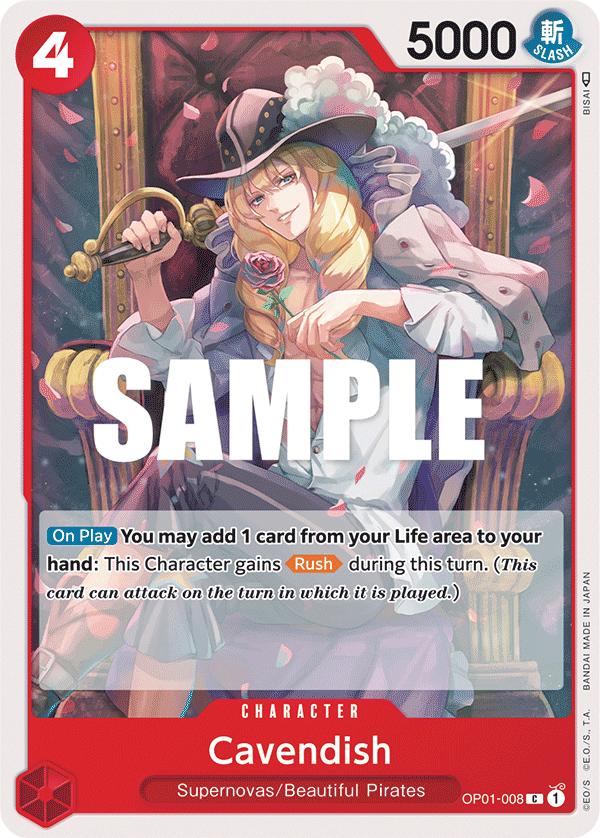 4
5000
斬
SLASH
BISAI
SAMPLE
On Play You may add 1 card from your Life area to your
hand: This Character gains Rush during this turn. (This
card can attack on the turn in which it is played.)
CHARACTER
Cavendish
Supernovas/Beautiful Pirates
OP01-008 C 1
©EO/S ©E.O./S., T.A. BANDAI MADE IN JAPAN